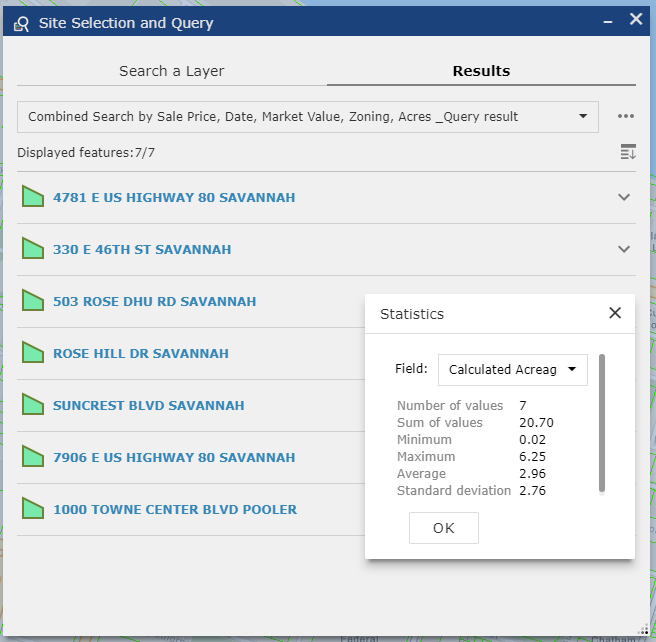 Site Selection and Query
Search a Layer
Results
Combined Search by Sale Price, Date, Market Value, Zoning, Acres _Query result
Displayed features:7/7
4781 E US HIGHWAY 80 SAVANNAH
330 E 46TH ST SAVANNAH
503 ROSE DHU RD SAVANNAH
ROSE HILL DR SAVANNAH
SUNCREST BLVD SAVANNAH
7906 E US HIGHWAY 80 SAVANNAH
1000 TOWNE CENTER BLVD POOLER
Statistics
Field: Calculated Acreag
Number of values 7
Sum of values 20.70
Minimum 0.02
Maximum 6.25
Average 2.96
Standard deviation 2.76
OK